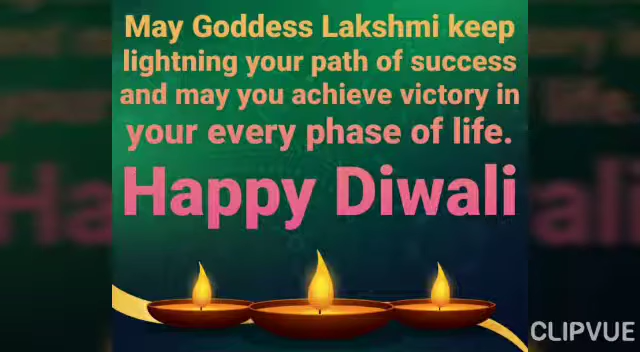 May Goddess Lakshmi keep
lightning your path of success
and may you achieve victory in
your every phase of life.
Happy Diwali
CLIPVUE